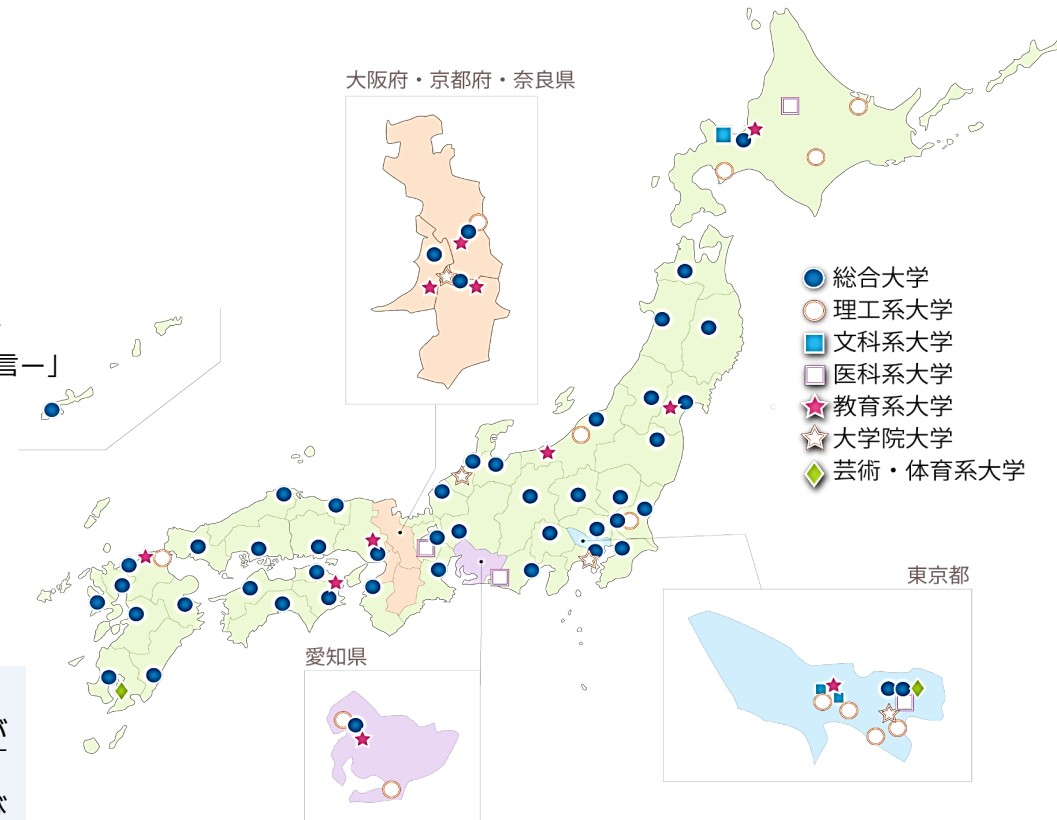 大阪府・京都府・奈良県
総合大学
理工系大学
文科系大学
医科系大学
教育系大学
大学院大学
芸術・体育系大学
言ー」
東京都
愛知県
が